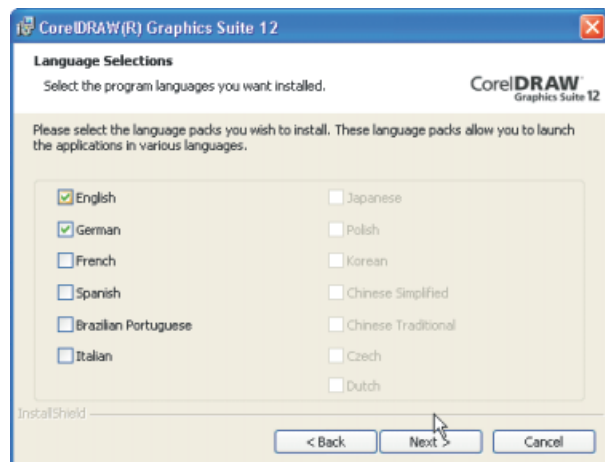 CorelDRAW(R) Graphics Suite 12
Language Selections
Select the program languages you want installed.
CorelDRAW
Graphics Suite 12
Please select the language packs you wish to install. These language packs allow you to launch
the applications in various languages.
English
German
French
Spanish
Brazilian Portuguese
Italian
Japanese
Polish
Korean
Chinese Simplified
Chinese Traditional
Czech
Dutch
InstallShield
< Back
Next >
Cancel